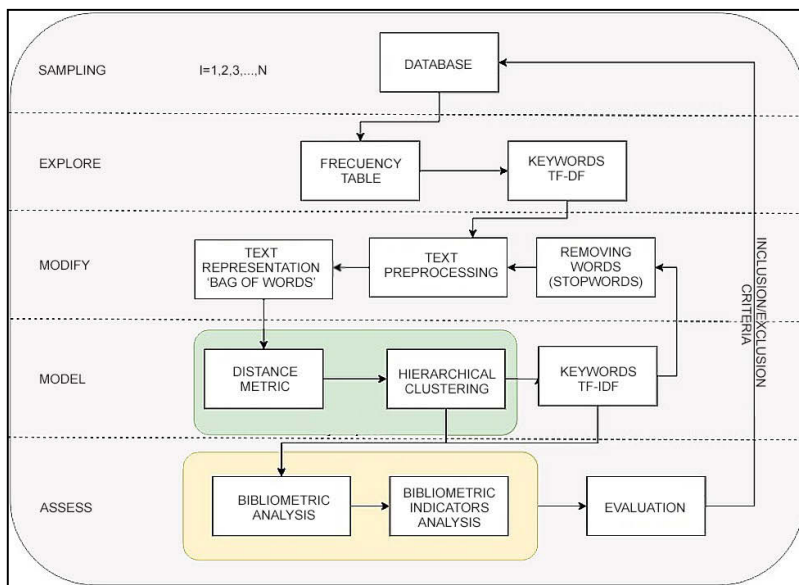 SAMPLING
I=1,2,3,...,N
DATABASE
EXPLORE
FRECUENCY
TABLE
KEYWORDS
TF-DF
MODIFY
TEXT
REPRESENTATION
‘BAG OF WORDS’
TEXT
PREPROCESSING
REMOVING
WORDS
(STOPWORDS)
INCLUSION/EXCLUSION
CRITERIA
MODEL
DISTANCE
METRIC
HIERARCHICAL
CLUSTERING
KEYWORDS
TF-IDF
ASSESS
BIBLIOMETRIC
ANALYSIS
BIBLIOMETRIC
INDICATORS
ANALYSIS
EVALUATION